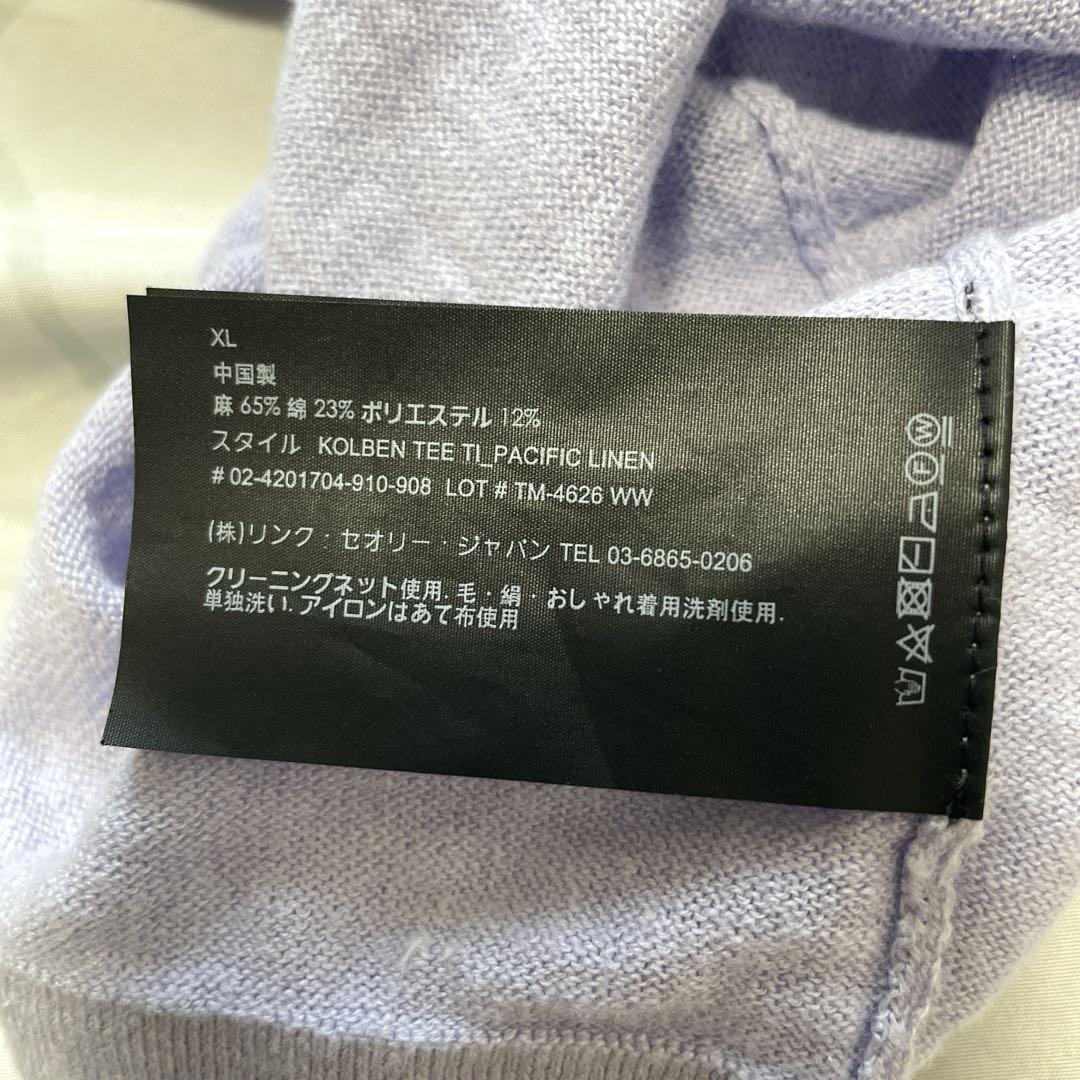 XL
中国製
麻 65% 綿 23% ポリエステル 12%
スタイル KOLBEN TEE TI_PACIFIC LINEN
# 02-4201704-910-908 LOT # TM-4626 WW
(株)リンク・セオリー・ジャパン TEL 03-6865-0206
クリーニングネット使用. 毛・絹・おしゃれ着用洗剤使用.
単独洗い. アイロンはあて布使用
W
F